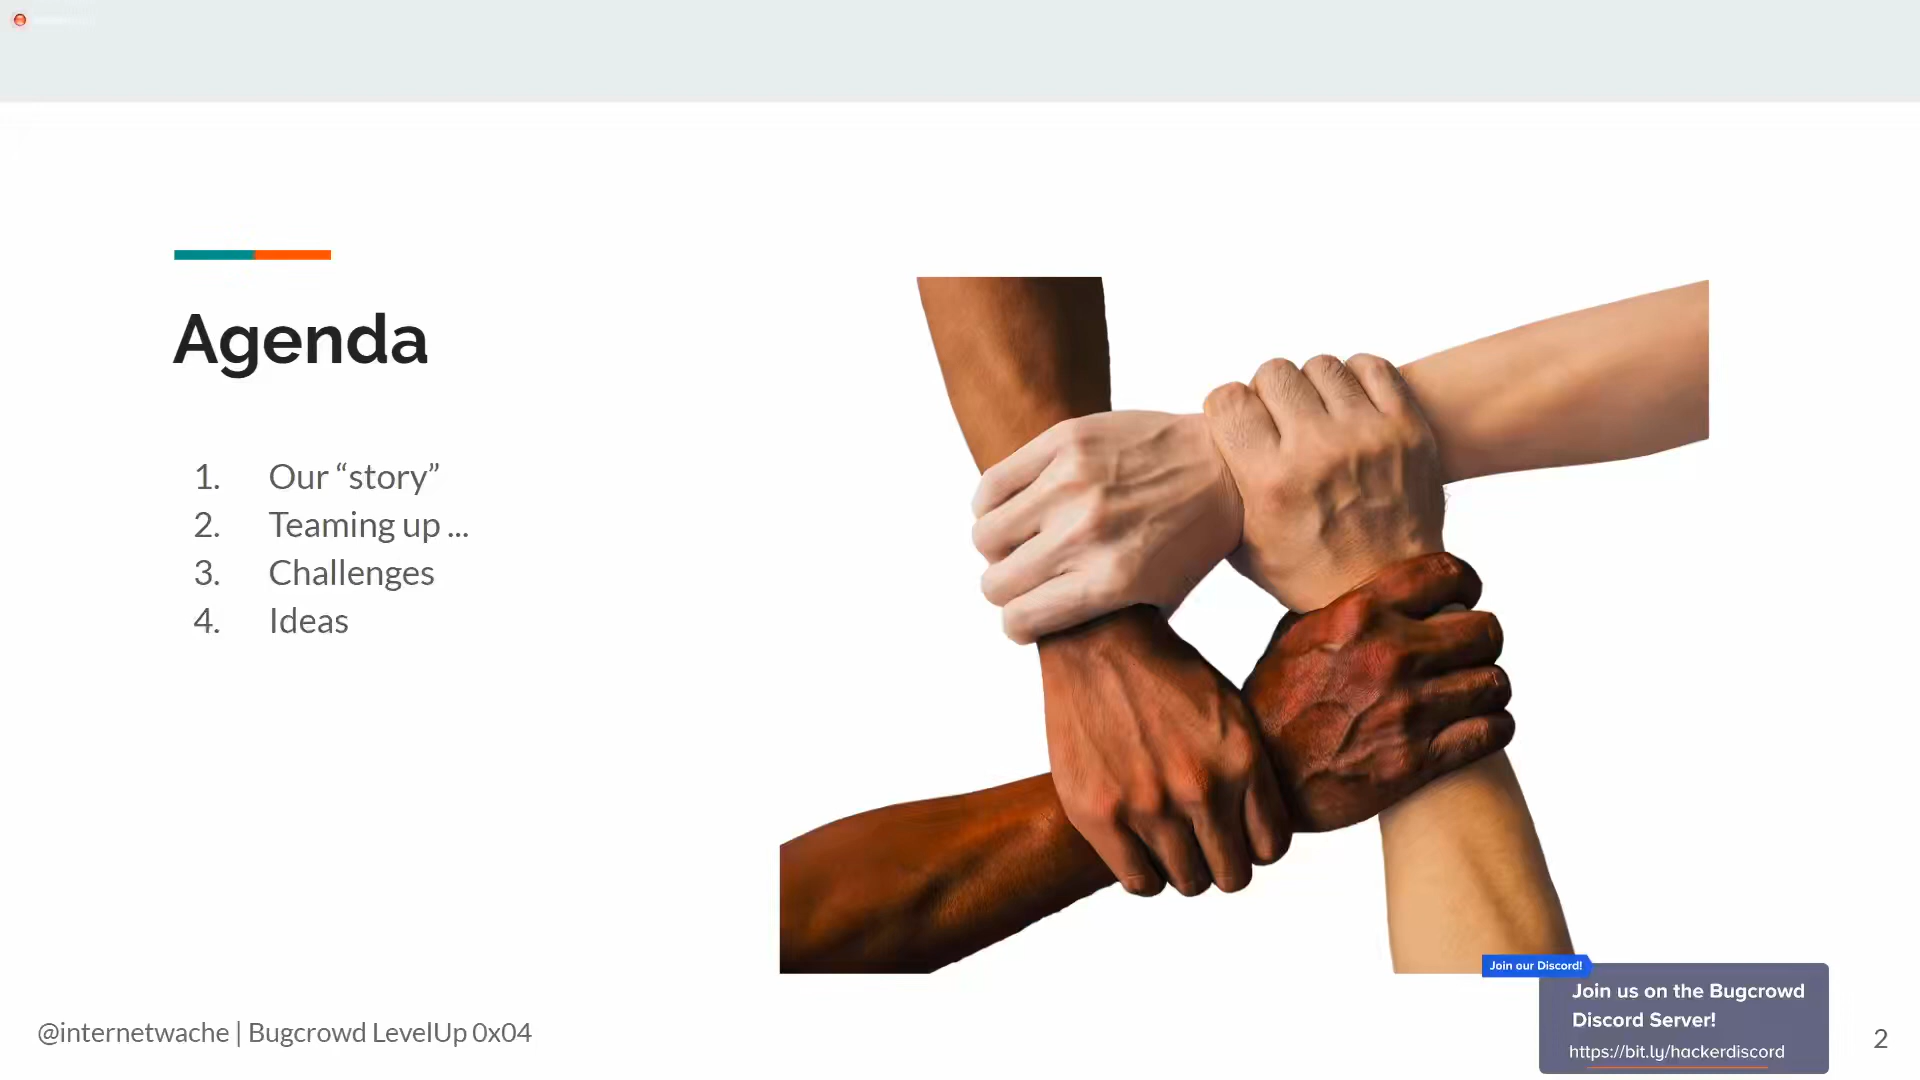 Agenda
1. Our “story”
2. Teaming up ...
3. Challenges
4. Ideas
Join our Discord!
Join us on the Bugcrowd
Discord Server!
https://bit.ly/hackerdiscord
@internetwache | Bugcrowd LevelUp 0x04
2